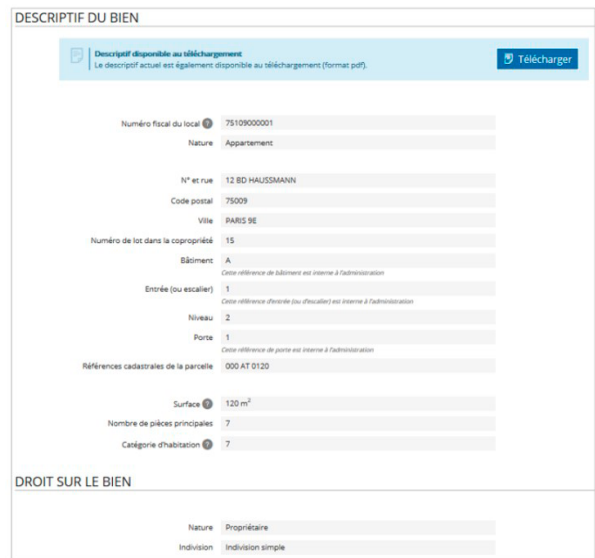 DESCRIPTIF DU BIEN
Descriptif disponible au téléchargement
Le descriptif actuel est également disponible au téléchargement (format pdf).
Télécharger
Numéro fiscal du local ? 75109000001
Nature Appartement
N° et rue 12 BD HAUSSMANN
Code postal 75009
Ville PARIS 9E
Numéro de lot dans la copropriété 15
Bâtiment A
Cette référence de bâtiment est interne à l'administration
Entrée (ou escalier) 1
Cette référence d'entrée (ou d'escalier) est interne à l'administration
Niveau 2
Porte 1
Cette référence de porte est interne à l'administration
Références cadastrales de la parcelle 000 AT 0120
Surface ? 120 m²
Nombre de pièces principales 7
Catégorie d'habitation ? 7
DROIT SUR LE BIEN
Nature Propriétaire
Indivision Indivision simple